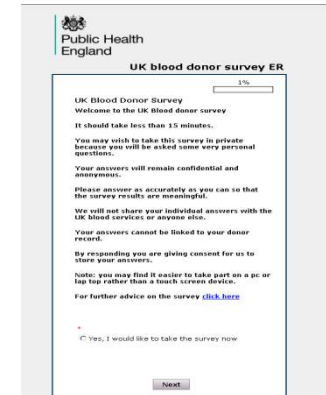 Public Health
England
UK blood donor survey ER
1%
UK Blood Donor Survey
Welcome to the UK Blood donor survey
It should take less than 15 minutes.
You may wish to take this survey in private
because you will be asked some very personal
questions.
Your answers will remain confidential and
anonymous.
Please answer as accurately as you can so that
the survey results are meaningful.
We will not share your individual answers with the
UK blood services or anyone else.
Your answers cannot be linked to your donor
record.
By responding you are giving consent for us to
store your answers.
Note: you may find it easier to take part on a pc or
lap top rather than a touch screen device.
For further advice on the survey click here
*
Yes, I would like to take the survey now
Next